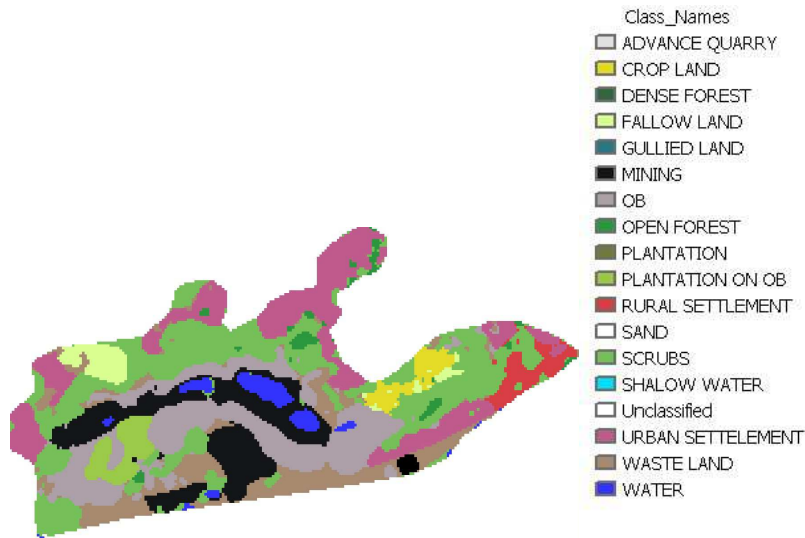 Class_Names
ADVANCE QUARRY
CROP LAND
DENSE FOREST
FALLOW LAND
GULLIED LAND
MINING
OB
OPEN FOREST
PLANTATION
PLANTATION ON OB
RURAL SETTLEMENT
SAND
SCRUBS
SHALOW WATER
Unclassified
URBAN SETTELEMENT
WASTE LAND
WATER